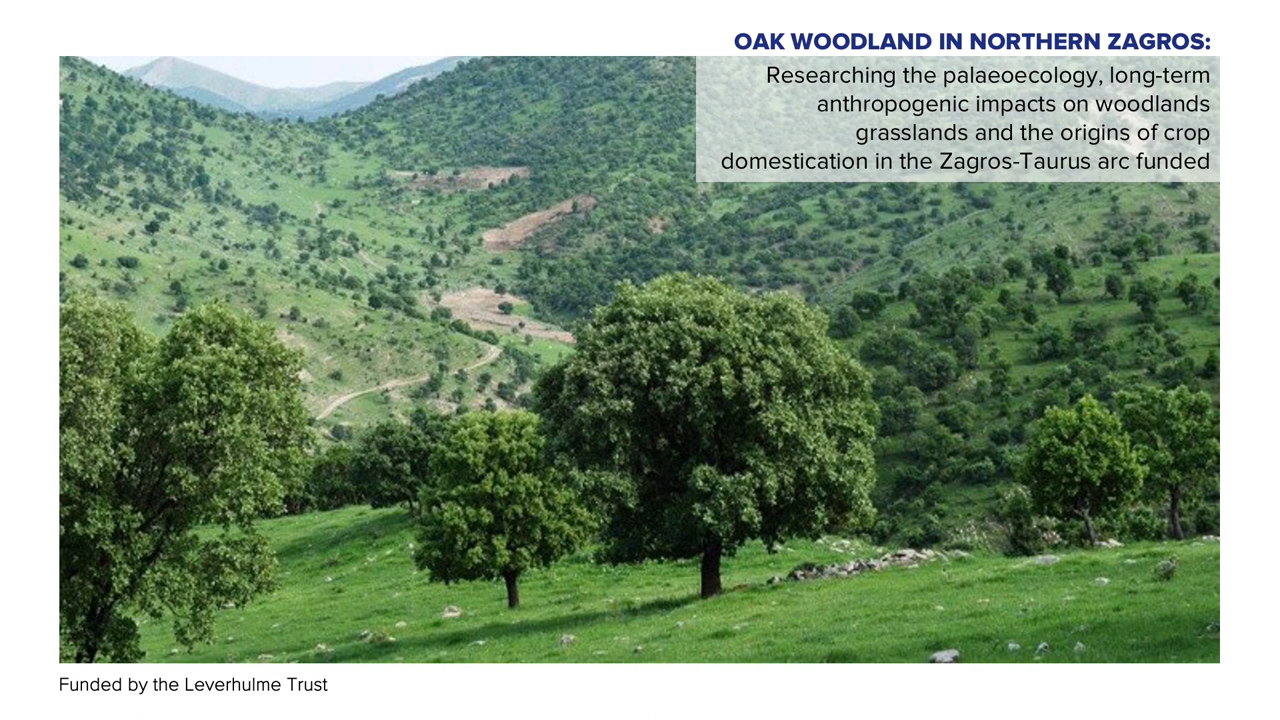 OAK WOODLAND IN NORTHERN ZAGROS:
Researching the palaeoecology, long-term
anthropogenic impacts on woodlands
grasslands and the origins of crop
domestication in the Zagros-Taurus arc funded
Funded by the Leverhulme Trust